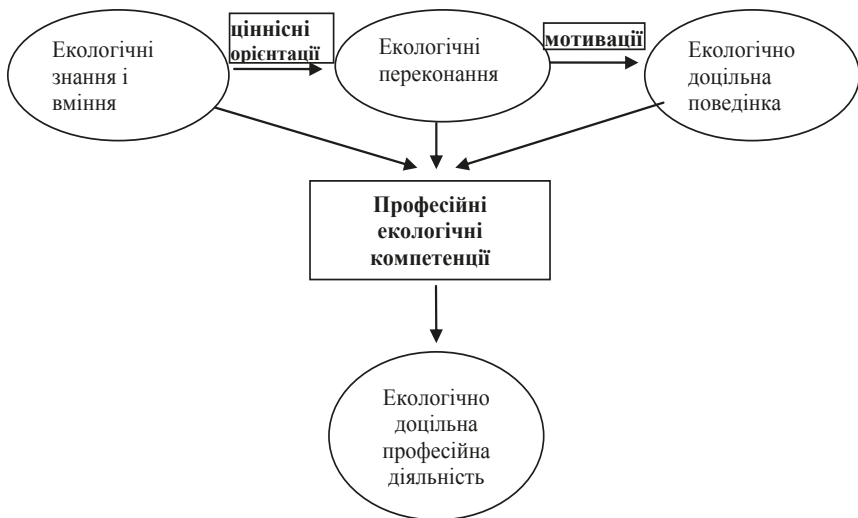 Екологічні
знання і
вміння
ціннісні
орієнтації
Екологічні
переконання
мотивації
Екологічно
доцільна
поведінка
Професійні
екологічні
компетенції
Екологічно
доцільна
професійна
діяльність